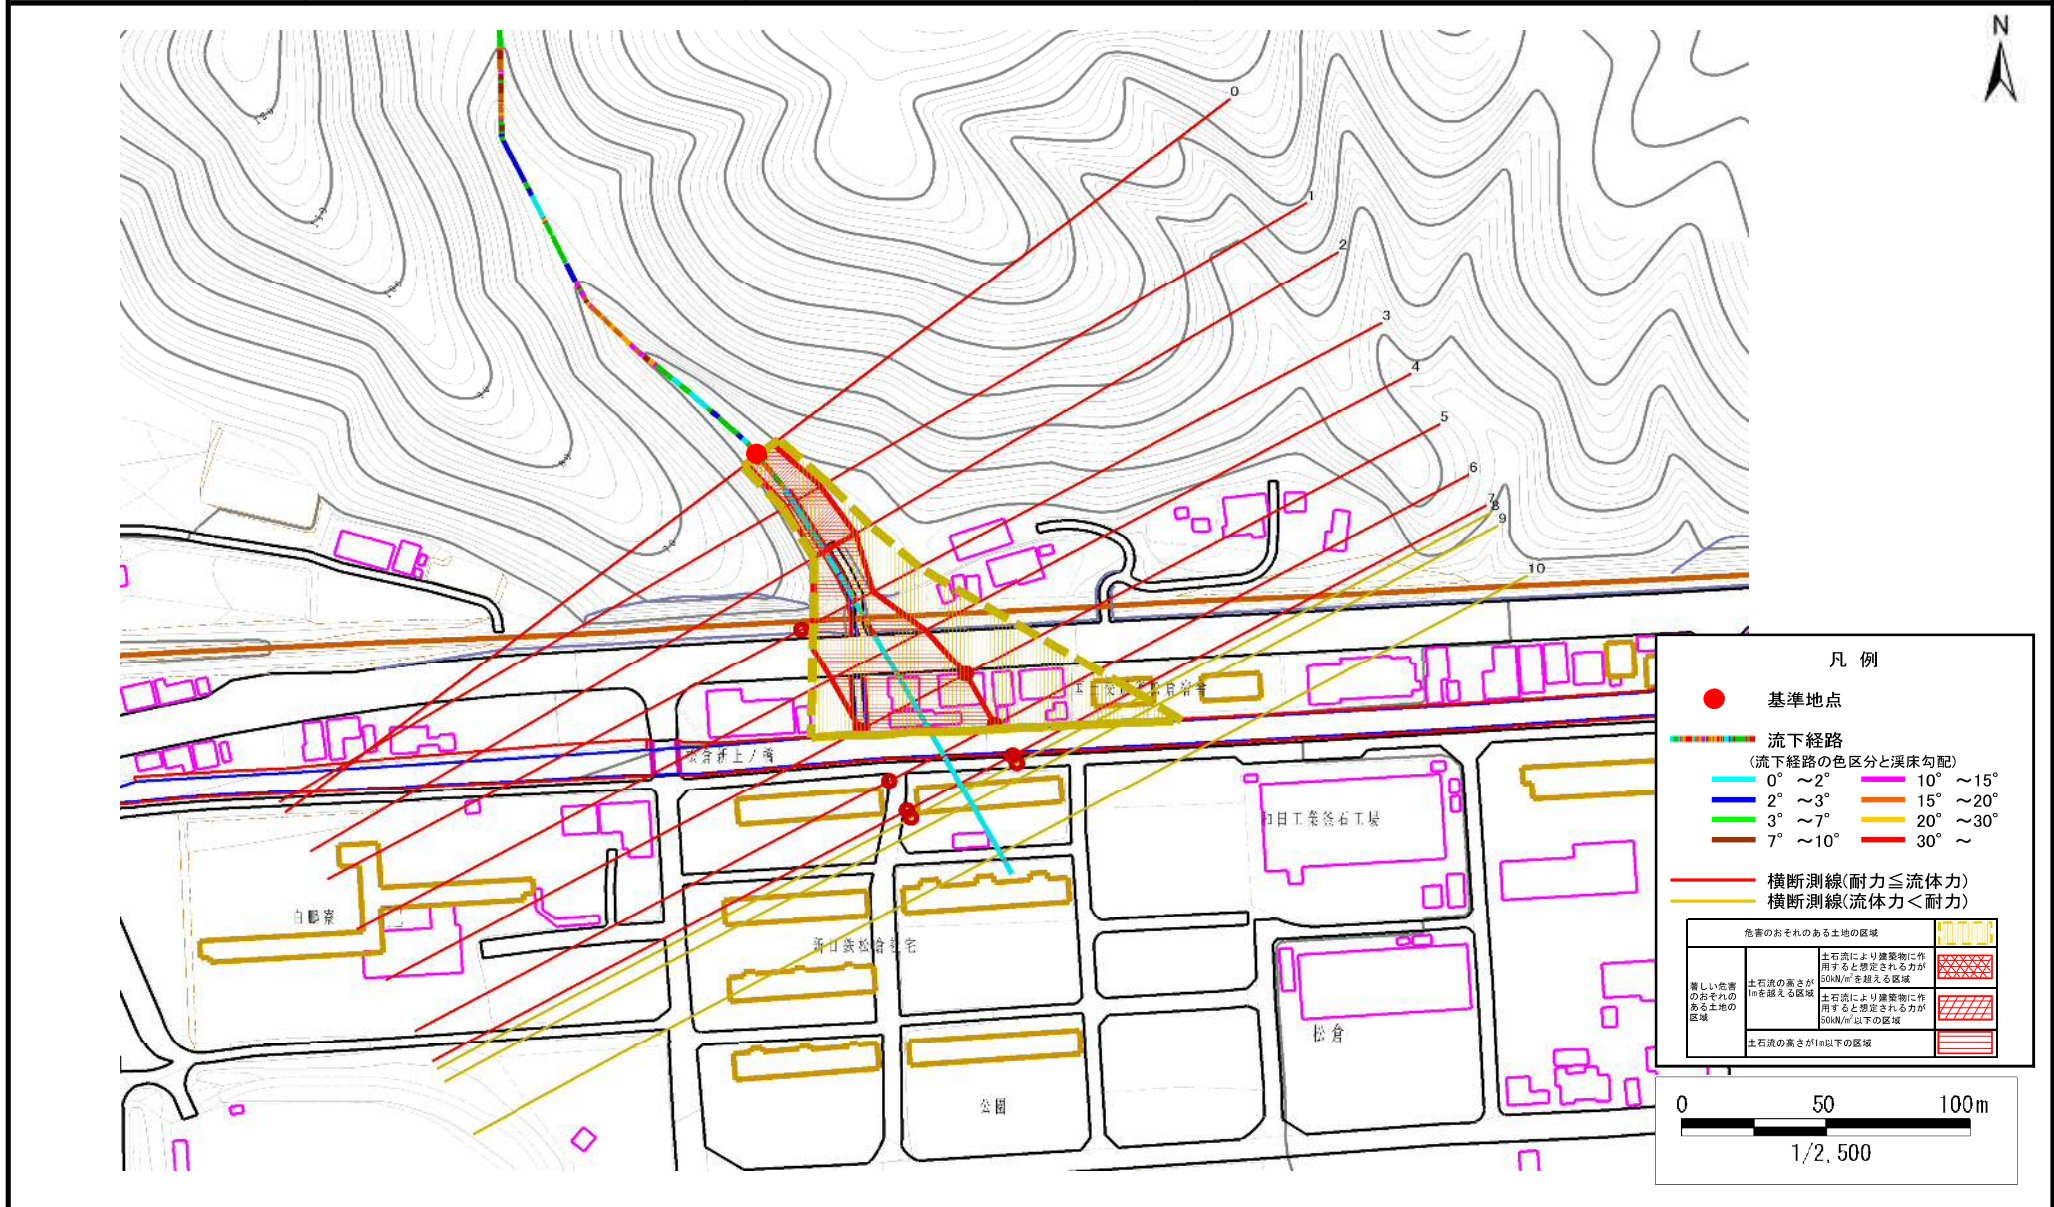 N
0
1
2
3
4
5
6
7
8
9
10
白鵬寮
松倉
公園
凡 例
基準地点
流下経路
(流下経路の色区分と渓床勾配)
0° ～2°
10° ～15°
2° ～3°
15° ～20°
3° ～7°
20° ～30°
7° ～10°
30° ～
横断測線(耐力≦流体力)
横断測線(流体力＜耐力)
危害のおそれのある土地の区域
著しい危害
のおそれの
ある土地の
区域
土石流の高さが
1mを越える区域
土石流により建築物に作
用すると想定される力が
50kN/m²を超える区域
土石流により建築物に作
用すると想定される力が
50kN/m²以下の区域
土石流の高さが1m以下の区域
0 50 100m
1/2,500